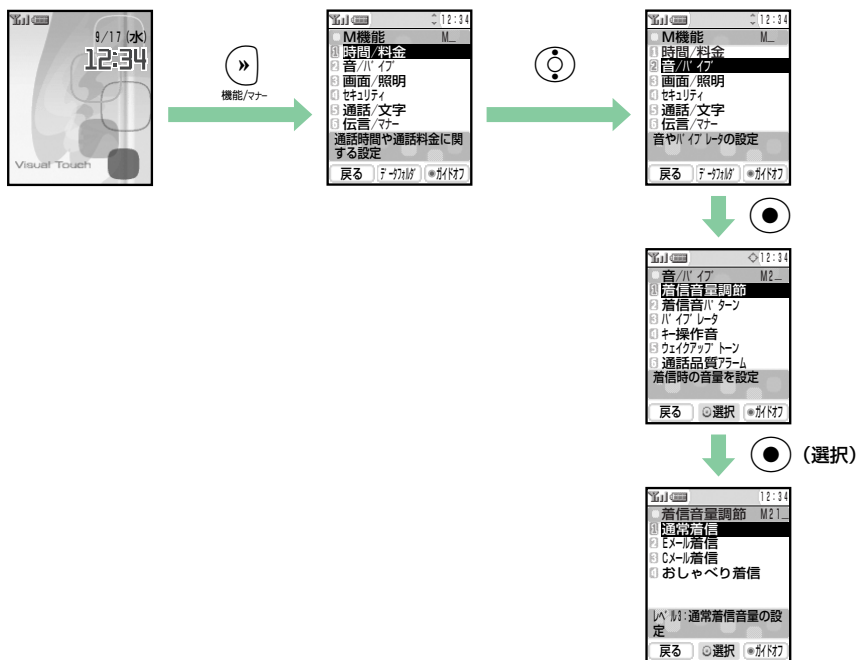 9/17(水)
12:34
Visual Touch
機能/マナー
12:34
M機能 M_
1 時間/料金
2 音/バイブ
3 画面/照明
4 セキュリティ
5 通話/文字
6 伝言/マナー
通話時間や通話料金に関
する設定
戻る データフォルダ ガイドオフ
12:34
M機能 M_
1 時間/料金
2 音/バイブ
3 画面/照明
4 セキュリティ
5 通話/文字
6 伝言/マナー
音やバイブレータの設定
戻る データフォルダ ガイドオフ
12:34
音/バイブ M2_
1 着信音量調節
2 着信音パターン
3 バイブレータ
4 キー操作音
5 ウェイクアップトーン
6 通話品質アラーム
着信時の音量を設定
戻る 選択 ガイドオフ
(選択)
12:34
着信音量調節 M21_
1 通常着信
2 Eメール着信
3 Cメール着信
4 おしゃべり着信
レベル3:通常着信音量の設
定
戻る 選択 ガイドオフ